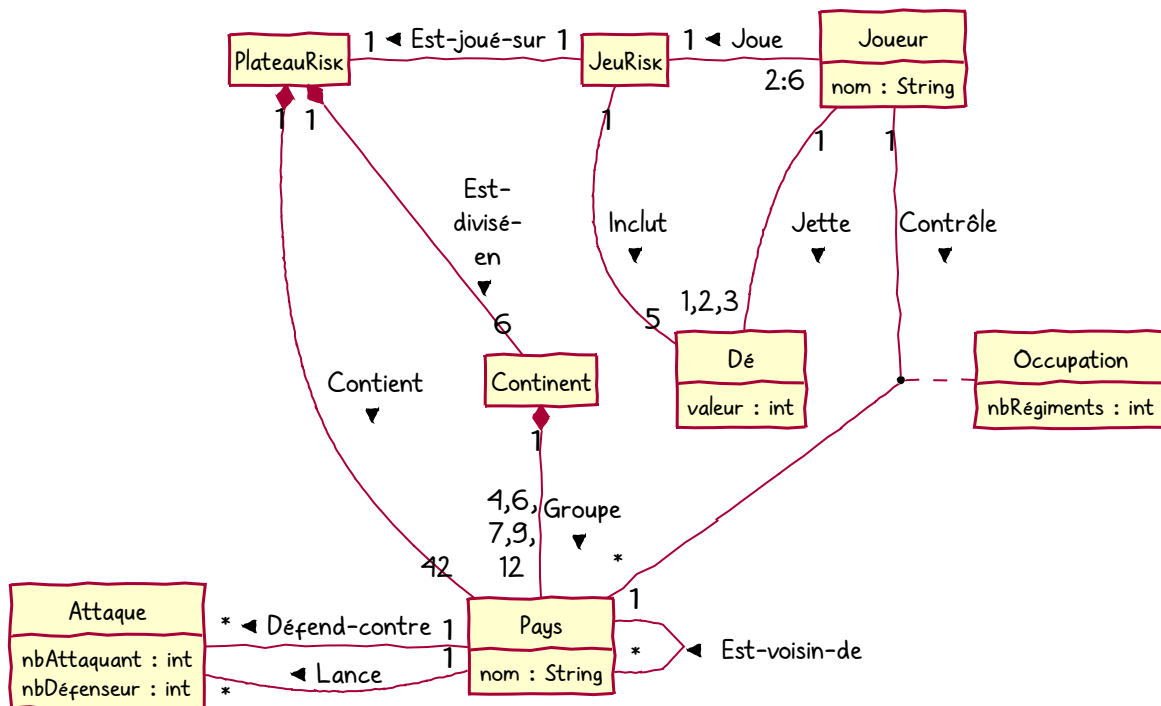 PlateauRisk
1 ◄ Est-joué-sur 1
JeuRisk
1 ◄ Joue
2:6
Joueur
nom : String
1
1
1
1
1
Est-
divisé-
en
▼
6
Inclut
▼
5
Jette
▼
1,2,3
Contrôle
▼
Contient
▼
42
Continent
Dé
valeur : int
Occupation
nbRégiments : int
1
4,6,
7,9,
12
Groupe
▼
*
1
Attaque
nbAttaquant : int
nbDéfenseur : int
* ◄ Défend-contre 1
* ◄ Lance 1
Pays
nom : String
*
◄ Est-voisin-de